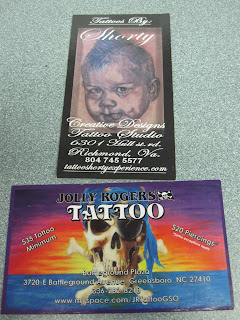 Tattoos By:
Shorty
Creative Designs
Tattoo Studio
6301 Hull st. rd.
Richmond, Va.
804 745 5577
tattooshortyexperience.com
JOLLY ROGERS
TATTOO
$35 Tattoo
Minimum
$20 Piercings*
Battleground Plaza
3720 E Battleground Avenue Greensboro NC 27410
www.myspace.com/JRTattooGSO